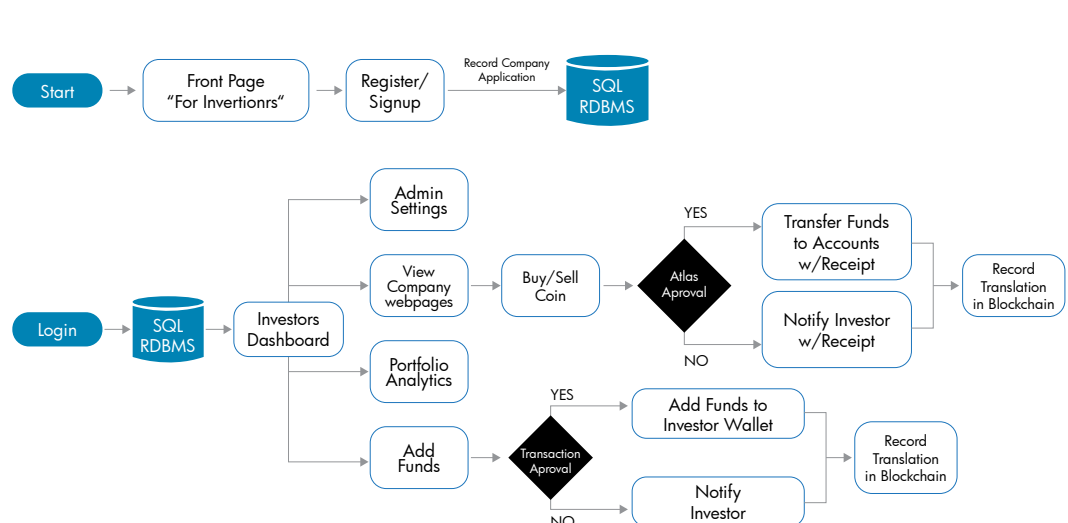 Start
Front Page
“For Invertionrs“
Register/
Signup
Record Company
Application
SQL
RDBMS
Login
SQL
RDBMS
Investors
Dashboard
Admin
Settings
View
Company
webpages
Buy/Sell
Coin
Atlas
Aproval
YES
Transfer Funds
to Accounts
w/Receipt
NO
Notify Investor
w/Receipt
Record
Translation
in Blockchain
Portfolio
Analytics
Add
Funds
Transaction
Aproval
YES
Add Funds to
Investor Wallet
NO
Notify
Investor
Record
Translation
in Blockchain